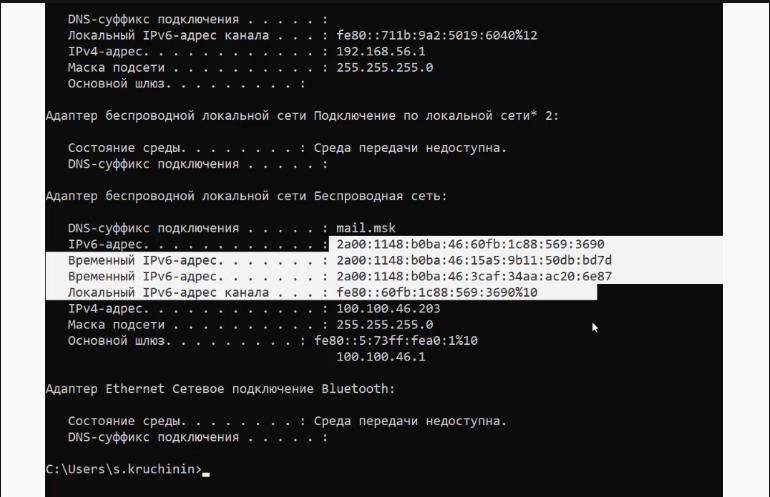 DNS-суффикс подключения . . . . . :
Локальный IPv6-адрес канала . . . : fe80::711b:9a2:5019:6040%12
IPv4-адрес. . . . . . . . . . . . : 192.168.56.1
Маска подсети . . . . . . . . . . : 255.255.255.0
Основной шлюз. . . . . . . . . :
Адаптер беспроводной локальной сети Подключение по локальной сети* 2:
Состояние среды. . . . . . . . : Среда передачи недоступна.
DNS-суффикс подключения . . . . . :
Адаптер беспроводной локальной сети Беспроводная сеть:
DNS-суффикс подключения . . . . . : mail.msk
IPv6-адрес. . . . . . . . . . . . : 2a00:1148:b0ba:46:60fb:1c88:569:3690
Временный IPv6-адрес. . . . . . . : 2a00:1148:b0ba:46:15a5:9b11:50db:bd7d
Временный IPv6-адрес. . . . . . . : 2a00:1148:b0ba:46:3caf:34aa:ac20:6e87
Локальный IPv6-адрес канала . . . : fe80::60fb:1c88:569:3690%10
IPv4-адрес. . . . . . . . . . . . : 100.100.46.203
Маска подсети . . . . . . . . . . : 255.255.255.0
Основной шлюз. . . . . . . . . : fe80::5:73ff:fea0:1%10
100.100.46.1
Адаптер Ethernet Сетевое подключение Bluetooth:
Состояние среды. . . . . . . . : Среда передачи недоступна.
DNS-суффикс подключения . . . . . :
C:\Users\s.kruchinin>